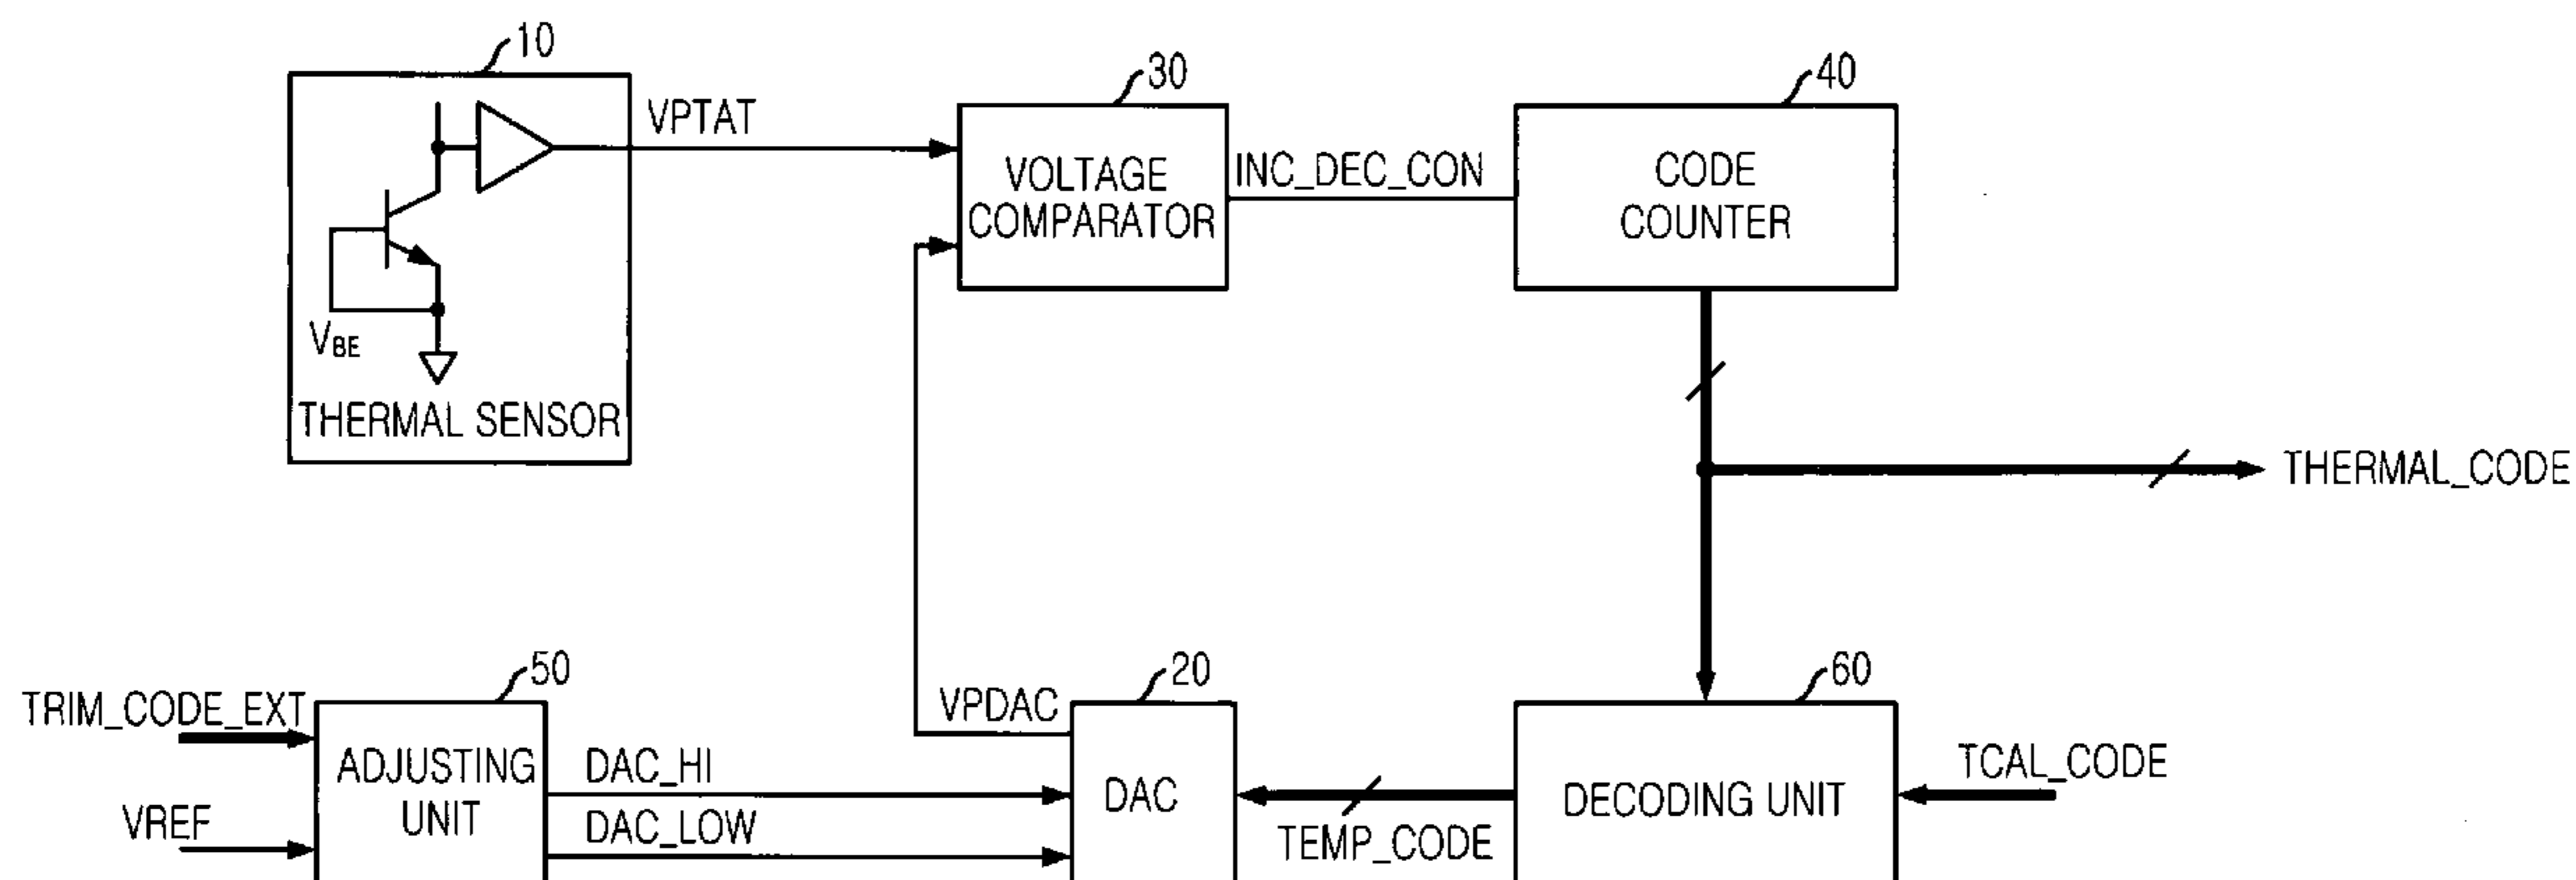 10
VPTAT
VBE
THERMAL SENSOR
30
VOLTAGE
COMPARATOR
INC_DEC_CON
40
CODE
COUNTER
THERMAL_CODE
TRIM_CODE_EXT
VREF
50
ADJUSTING
UNIT
DAC_HI
DAC_LOW
VPDAC
20
DAC
TEMP_CODE
60
DECODING UNIT
TCAL_CODE